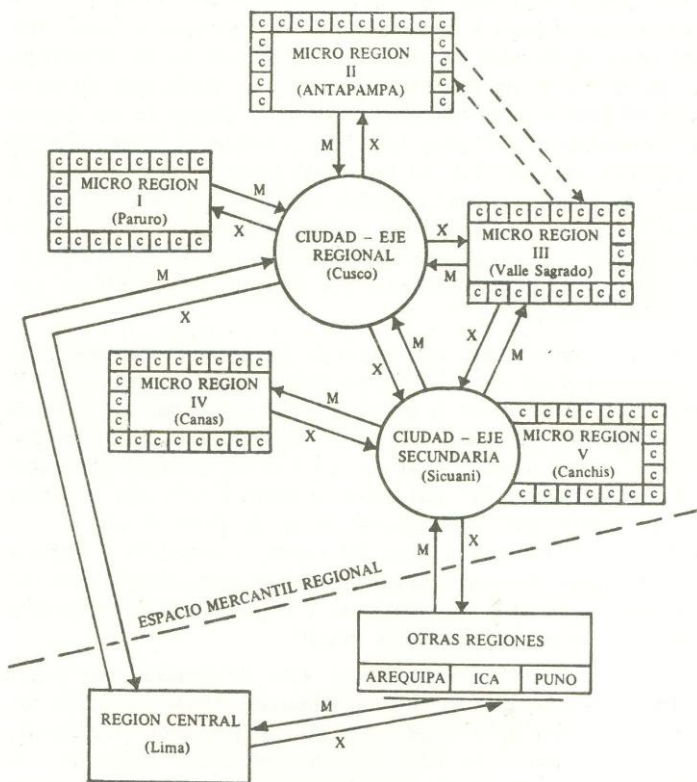 c c c c c c c c c c
c c
c MICRO REGION c
c II c
c (ANTAPAMPA) c
c c
M X
c c c c c c c c
c MICRO REGION
c I
c (Paruro)
c c c c c c c c
M
X
CIUDAD – EJE
REGIONAL
(Cusco)
X
M
c c c c c c c c
MICRO REGION c
III c
(Valle Sagrado) c
c c c c c c c c
M
X
X M
X M
c c c c c c c c
c MICRO REGION
c IV
c (Canas)
c c c c c c c c
M
X
CIUDAD – EJE
SECUNDARIA
(Sicuani)
c c c c c c c
MICRO REGION c
V c
(Canchis) c
c c c c c c c
M X
ESPACIO MERCANTIL REGIONAL
OTRAS REGIONES
AREQUIPA ICA PUNO
REGION CENTRAL
(Lima)
M
X